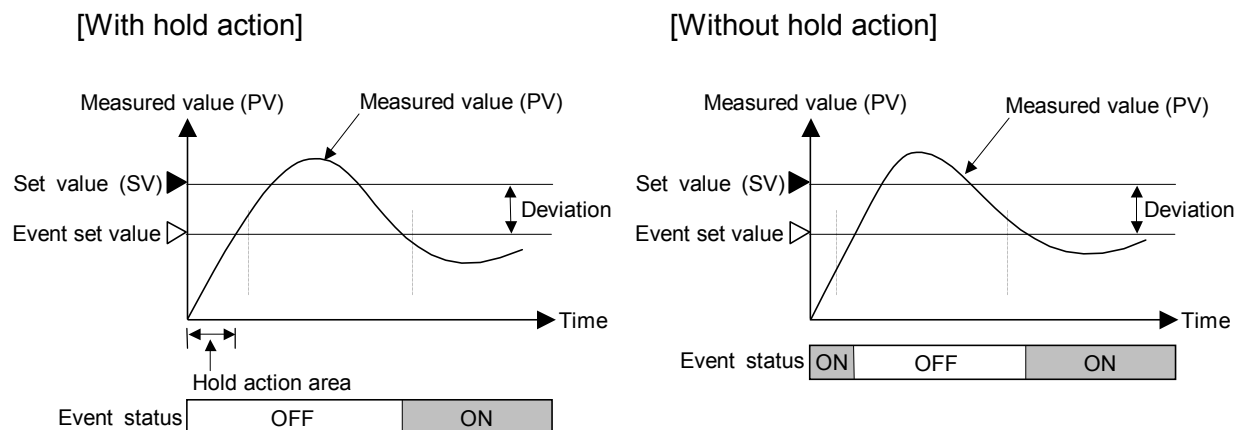 [With hold action]
Measured value (PV)
Measured value (PV)
Set value (SV)
Deviation
Event set value
Time
Hold action area
Event status
OFF
ON
[Without hold action]
Measured value (PV)
Measured value (PV)
Set value (SV)
Deviation
Event set value
Time
Event status
ON
OFF
ON